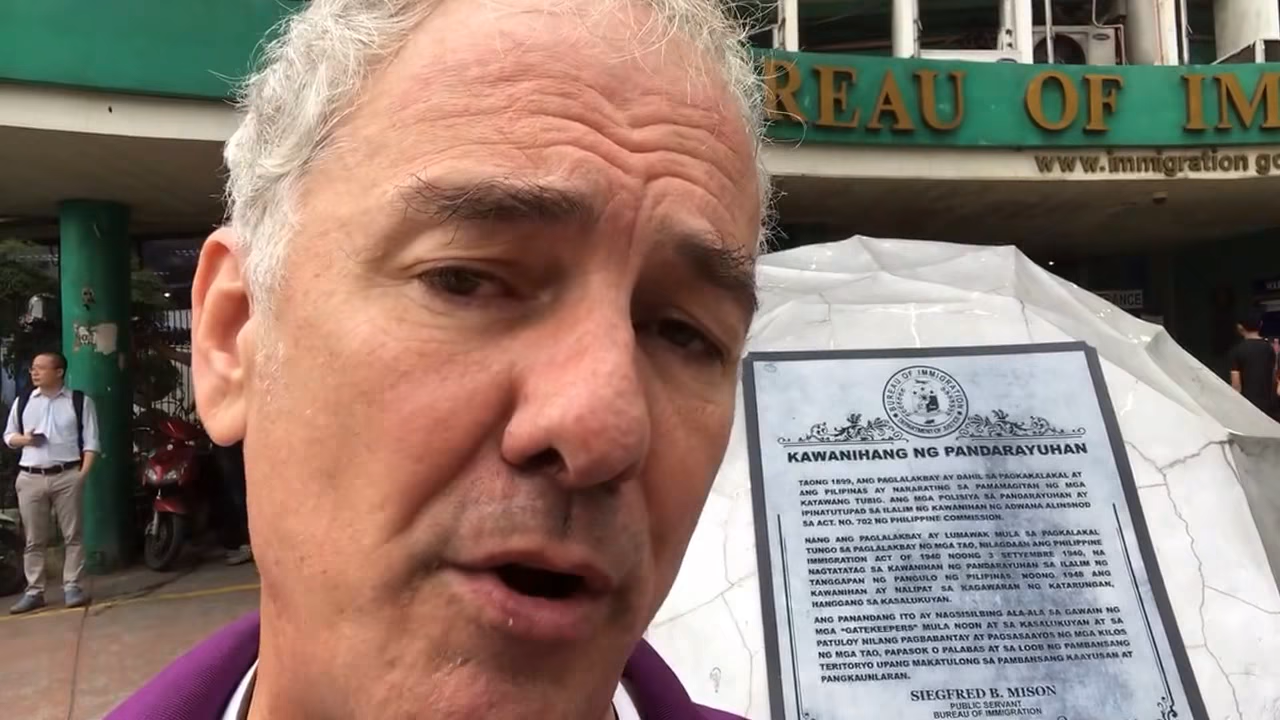 REAU OF IM
www.immigration.go
ANCE
BUREAU OF IMMIGRATION
DEPARTMENT OF JUSTICE
KAWANIHANG NG PANDARAYUHAN
TAONG 1899, ANG PAGLALAKBAY AY DAHIL SA PAGKAKALAKAL AT
ANG PILIPINAS AY NARARATING SA PAMAMAGITAN NG MGA
KATAWANG TUBIG. ANG MGA POLISIYA SA PANDARAYUHAN AY
IPINATUTUPAD SA ILALIM NG KAWANIHAN NG ADWANA ALINSNOD
SA ACT. NO. 702 NG PHILIPPINE COMMISSION.
NANG ANG PAGLALAKBAY AY LUMAWAK MULA SA PAGKALAKAL
TUNGO SA PAGLALAKBAY NG MGA TAO, NILAGDAAN ANG PHILIPPINE
IMMIGRATION ACT OF 1940 NOONG 3 SETYEMBRE 1940, NA
NAGTATATAG SA KAWANIHAN NG PANDARAYUHAN SA ILALIM NG
TANGGAPAN NG PANGULO NG PILIPINAS. NOONG 1948 ANG
KAWANIHAN AY NALIPAT SA KAGAWARAN NG KATARUNGAN,
HANGGANG SA KASALUKUYAN.
ANG PANANDANG ITO AY NAGSISILBING ALA-ALA SA GAWAIN NG
MGA "GATEKEEPERS" MULA NOON AT SA KASALUKUYAN AT SA
PATULOY NILANG PAGBABANTAY AT PAGSASAAYOS NG MGA KILOS
NG MGA TAO, PAPASOK O PALABAS AT SA LOOB NG PAMBANSANG
TERITORYO UPANG MAKATULONG SA PAMBANSANG KAAYUSAN AT
PANGKAUNLARAN.
SIEGFRED B. MISON
PUBLIC SERVANT
BUREAU OF IMMIGRATION